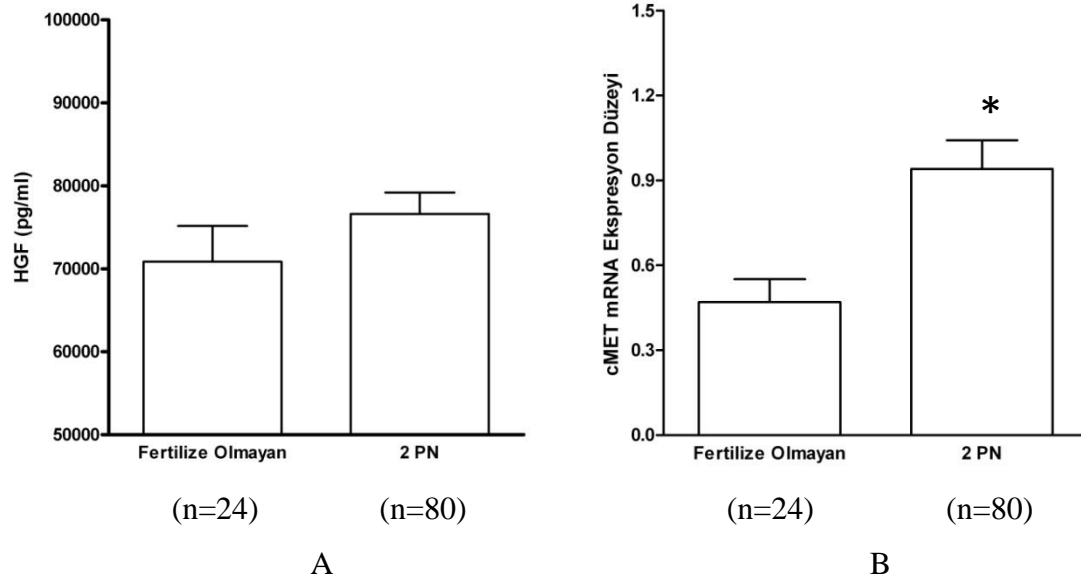 100000
90000
80000
70000
60000
50000
HGF (pg/ml)
Fertilize Olmayan
2 PN
(n=24)
(n=80)
A
1.5
1.2
0.9
0.6
0.3
0.0
cMET mRNA Ekspresyon Düzeyi
*
Fertilize Olmayan
2 PN
(n=24)
(n=80)
B